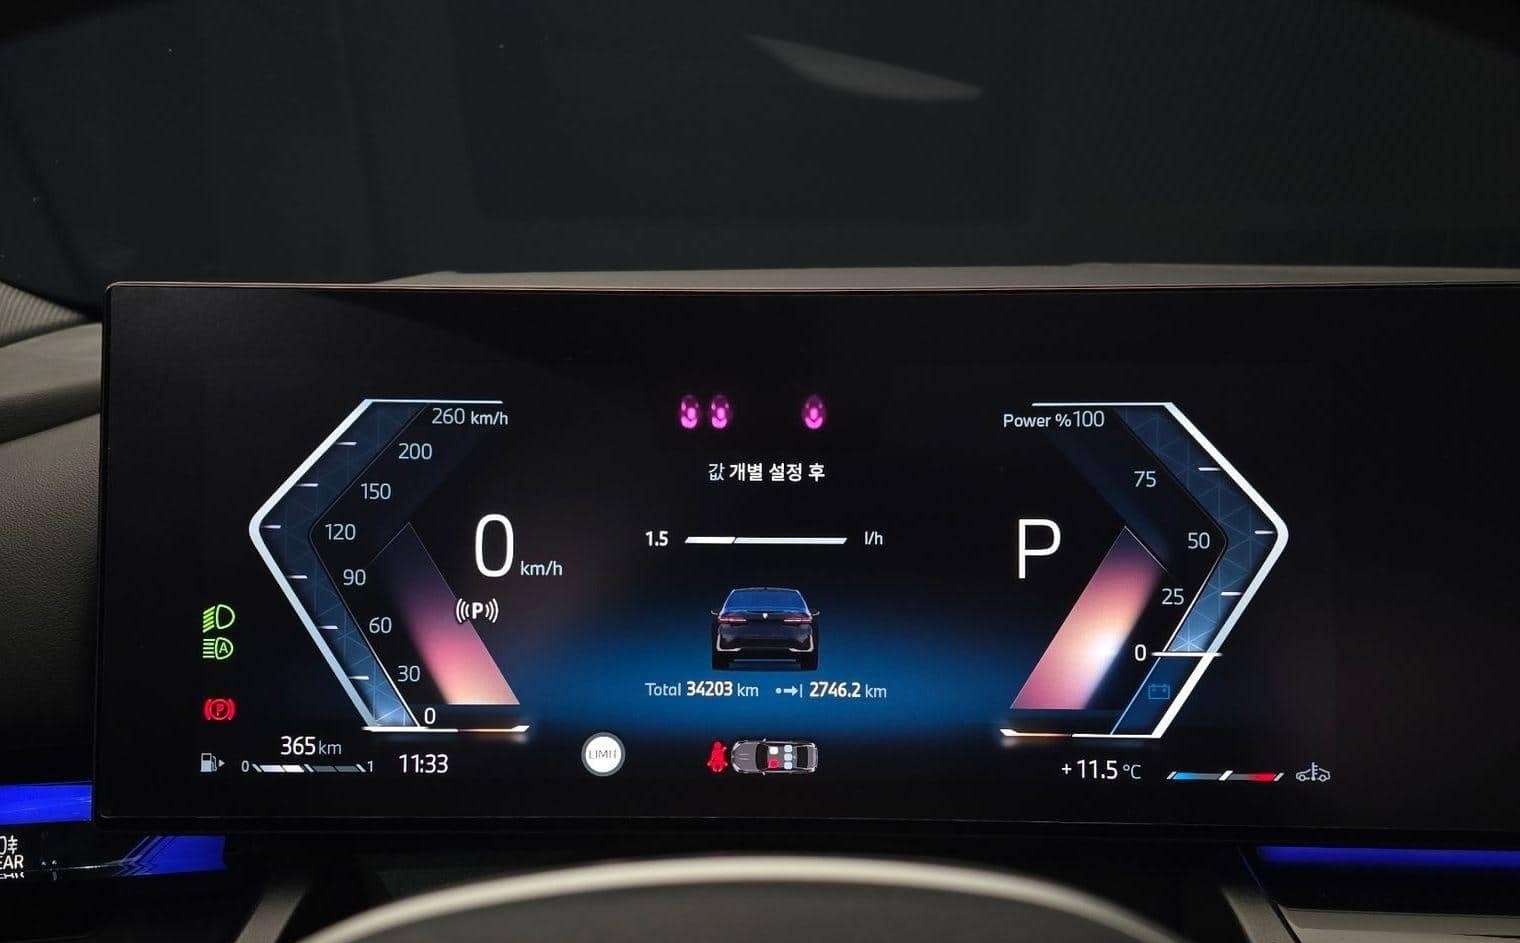 260 km/h
200
150
120
90
60
30
0
0 km/h
((P))
A
(P)
365 km
0 1
11:33
값 개별 설정 후
1.5 l/h
Total 34203 km 2746.2 km
LIMIT
Power %100
75
50
25
0
P
+11.5 °C
EAR